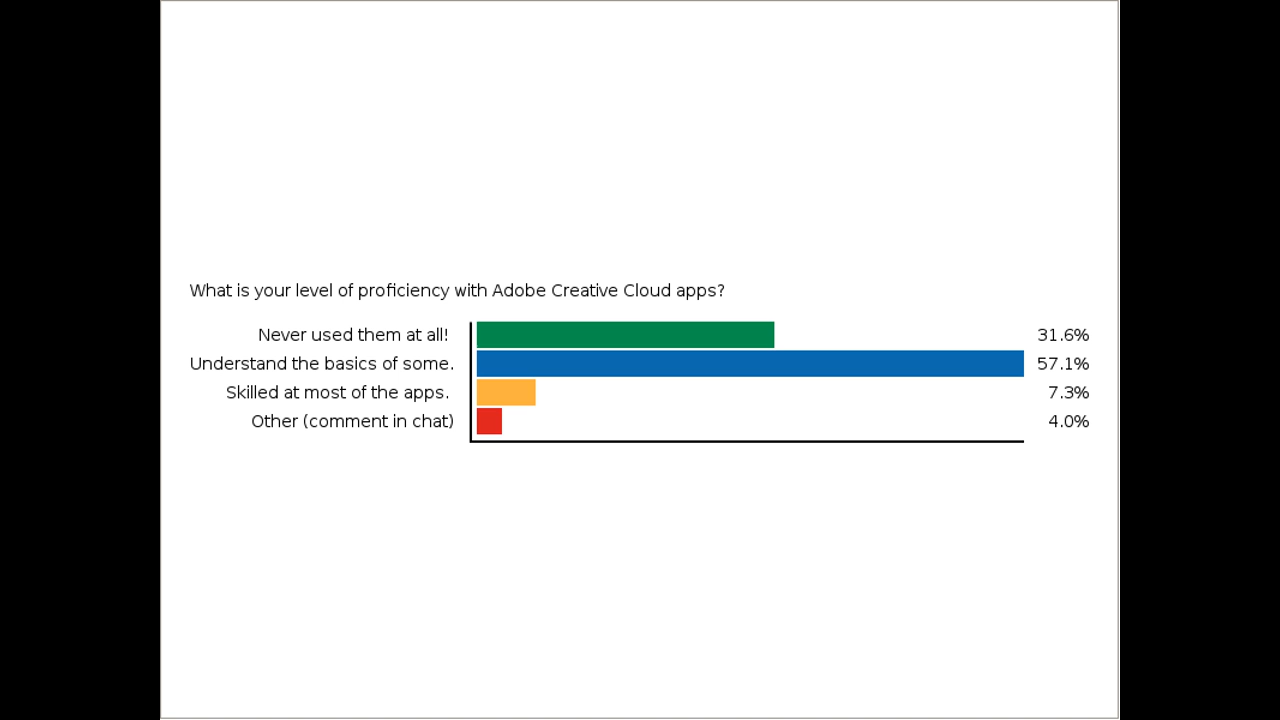 What is your level of proficiency with Adobe Creative Cloud apps?
Never used them at all! 31.6%
Understand the basics of some. 57.1%
Skilled at most of the apps. 7.3%
Other (comment in chat) 4.0%